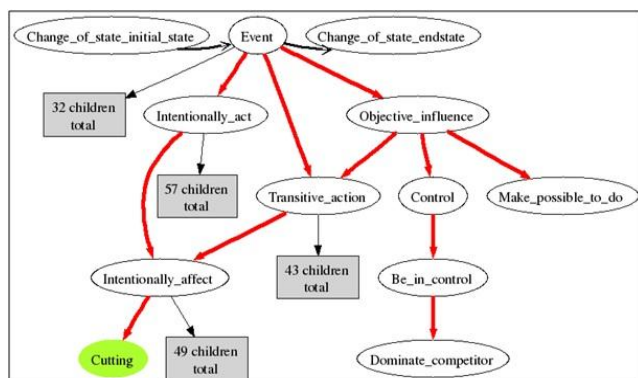 Change_of_state_initial_state
Event
Change_of_state_endstate
32 children
total
Intentionally_act
Objective_influence
57 children
total
Transitive_action
Control
Make_possible_to_do
Intentionally_affect
43 children
total
Be_in_control
Cutting
49 children
total
Dominate_competitor